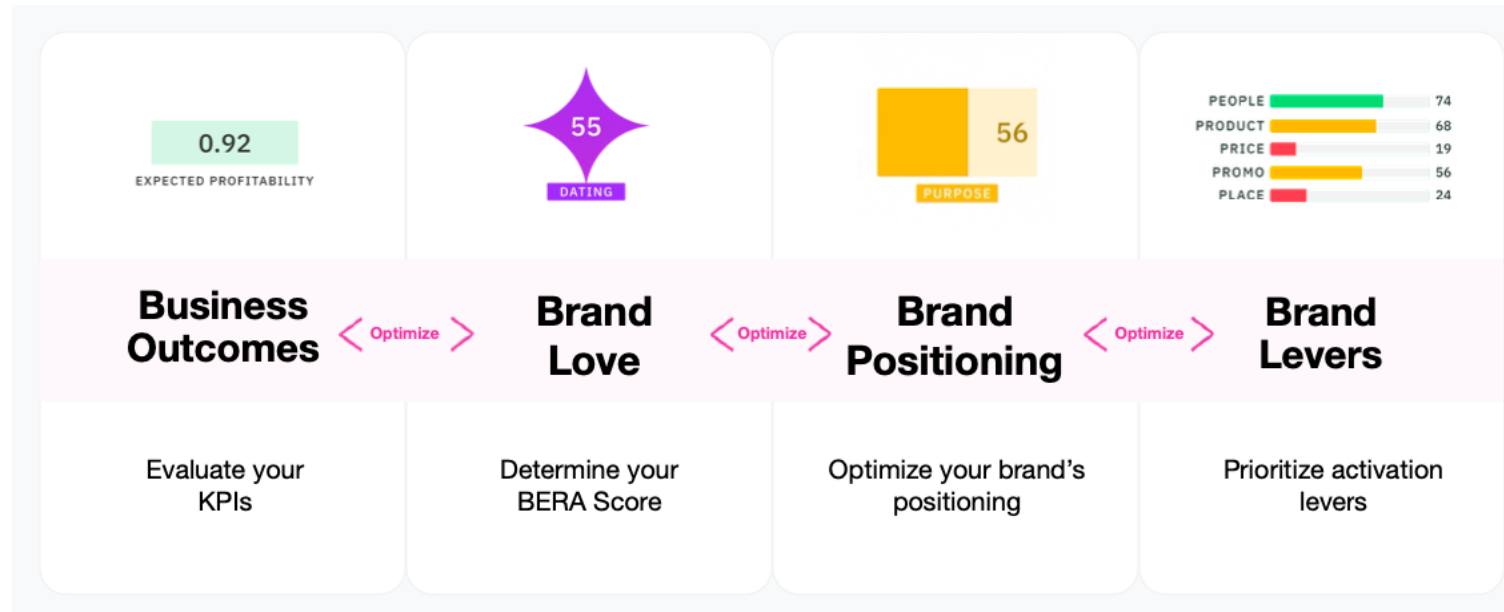 0.92
EXPECTED PROFITABILITY
55
DATING
56
PURPOSE
PEOPLE 74
PRODUCT 68
PRICE 19
PROMO 56
PLACE 24
Business
Outcomes
Optimize
Brand
Love
Optimize
Brand
Positioning
Optimize
Brand
Levers
Evaluate your
KPIs
Determine your
BERA Score
Optimize your brand’s
positioning
Prioritize activation
levers